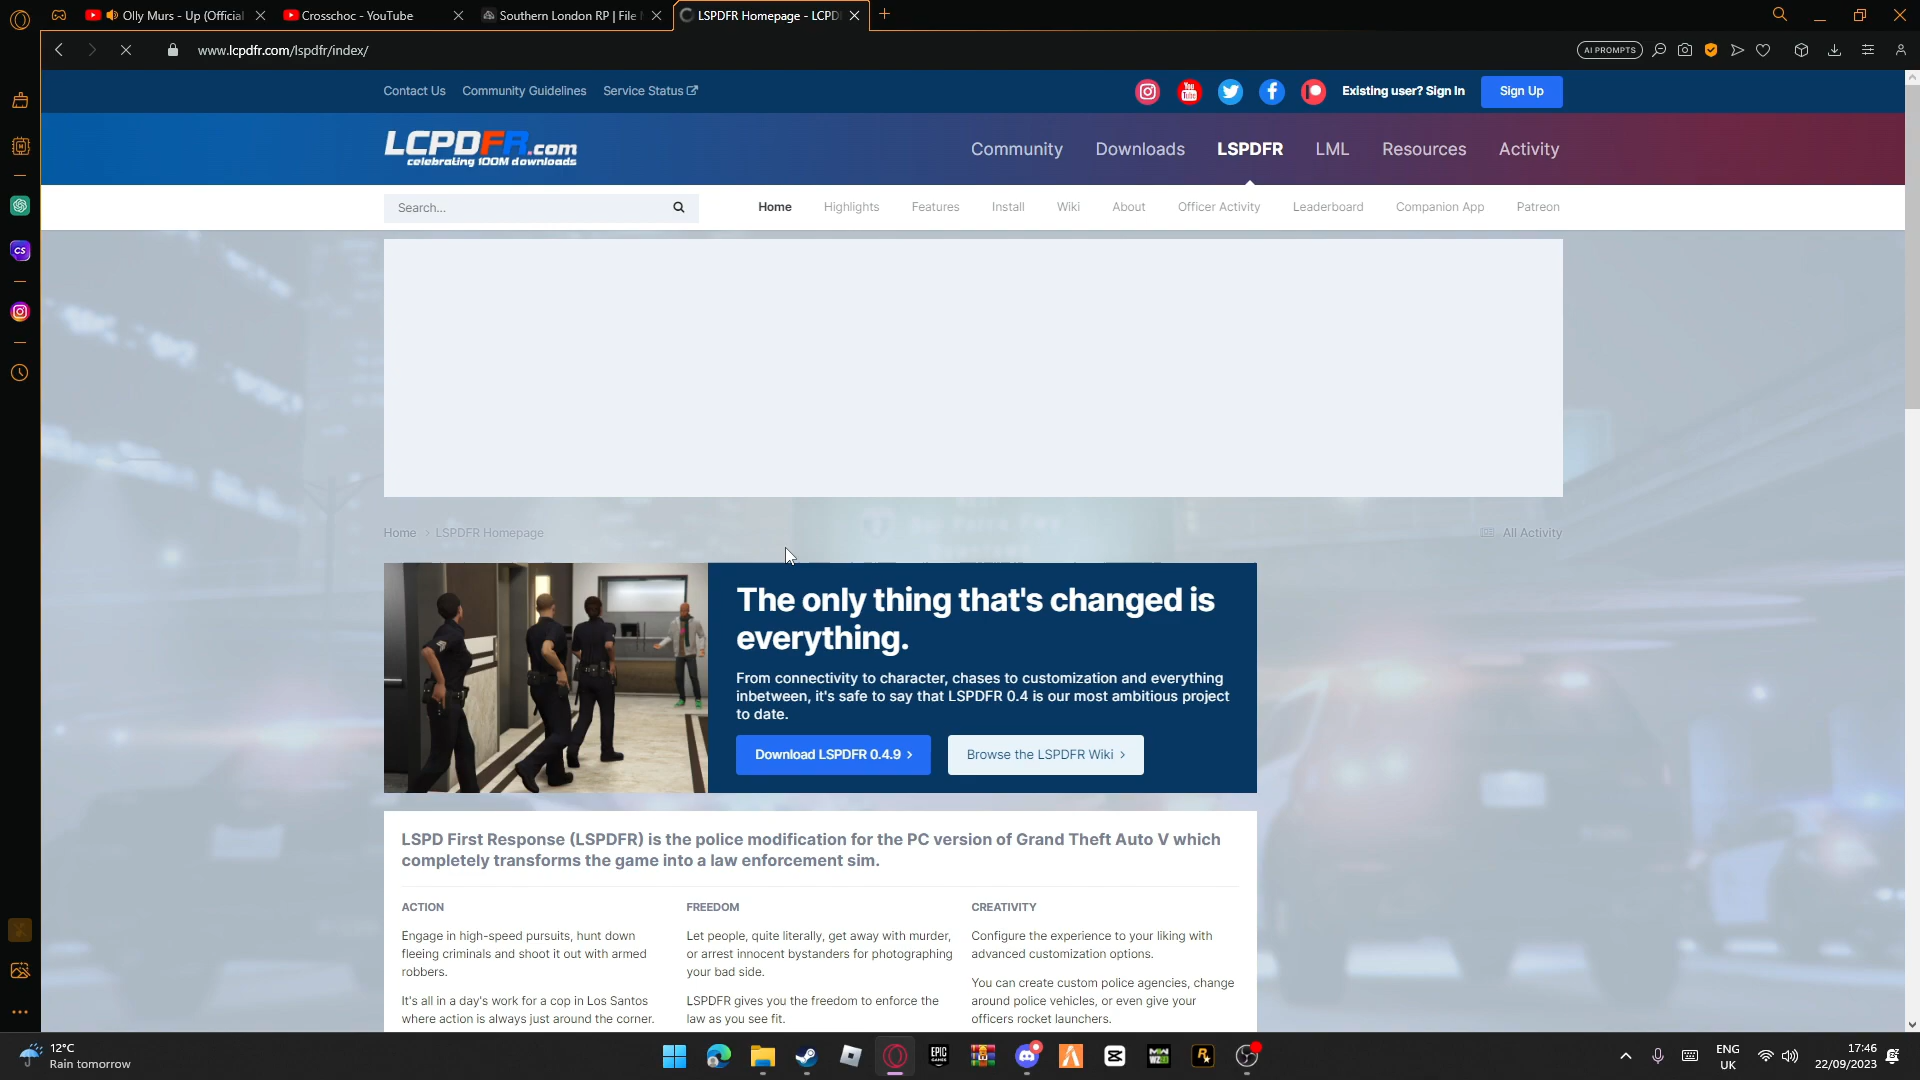 Olly Murs - Up (Official
Crosschoc - YouTube
Southern London RP | File
LSPDFR Homepage - LCPD
www.lcpdfr.com/lspdfr/index/
AI PROMPTS
Contact Us
Community Guidelines
Service Status
You
Tube
Existing user? Sign In
Sign Up
LCPDFR.com
celebrating 100M downloads
Community
Downloads
LSPDFR
LML
Resources
Activity
Search...
Home
Highlights
Features
Install
Wiki
About
Officer Activity
Leaderboard
Companion App
Patreon
CS
Home > LSPDFR Homepage
All Activity
The only thing that's changed is
everything.
From connectivity to character, chases to customization and everything
inbetween, it's safe to say that LSPDFR 0.4 is our most ambitious project
to date.
Download LSPDFR 0.4.9 >
Browse the LSPDFR Wiki >
LSPD First Response (LSPDFR) is the police modification for the PC version of Grand Theft Auto V which
completely transforms the game into a law enforcement sim.
ACTION
Engage in high-speed pursuits, hunt down
fleeing criminals and shoot it out with armed
robbers.
It's all in a day's work for a cop in Los Santos
where action is always just around the corner.
FREEDOM
Let people, quite literally, get away with murder,
or arrest innocent bystanders for photographing
your bad side.
LSPDFR gives you the freedom to enforce the
law as you see fit.
CREATIVITY
Configure the experience to your liking with
advanced customization options.
You can create custom police agencies, change
around police vehicles, or even give your
officers rocket launchers.
12°C
Rain tomorrow
EPIC
GAMES
ENG
UK
17:46
22/09/2023